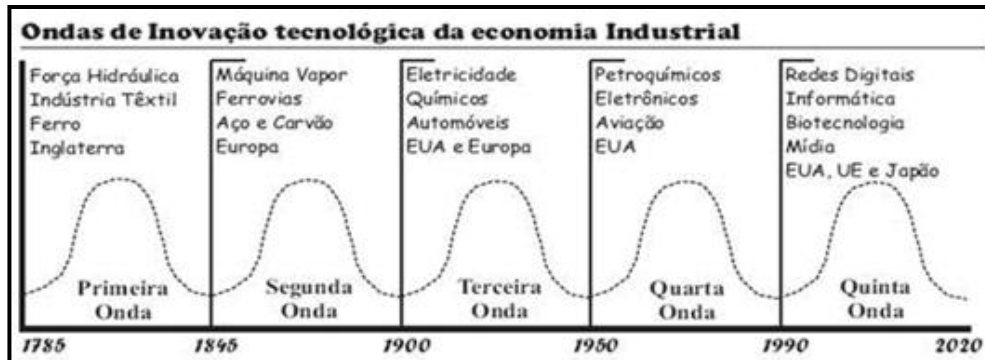 Ondas de Inovação tecnológica da economia Industrial
Força Hidráulica
Indústria Têxtil
Ferro
Inglaterra
Máquina Vapor
Ferrovias
Aço e Carvão
Europa
Eletricidade
Químicos
Automóveis
EUA e Europa
Petroquímicos
Eletrônicos
Aviação
EUA
Redes Digitais
Informática
Biotecnologia
Mídia
EUA, UE e Japão
Primeira
Onda
Segunda
Onda
Terceira
Onda
Quarta
Onda
Quinta
Onda
1785
1845
1900
1950
1990
2020